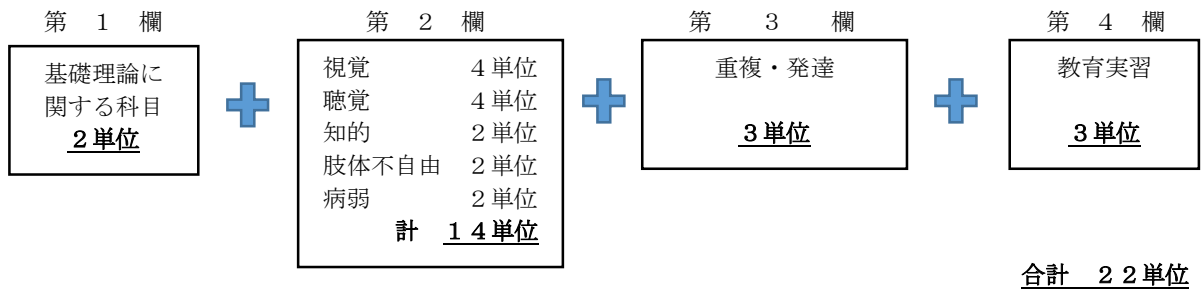 第　１　欄
基礎理論に
関する科目
２単位
第　２　欄
視覚　４単位
聴覚　４単位
知的　２単位
肢体不自由　２単位
病弱　２単位
計　１４単位
第　３　欄
重複・発達
３単位
第　４　欄
教育実習
３単位
合計　２２単位